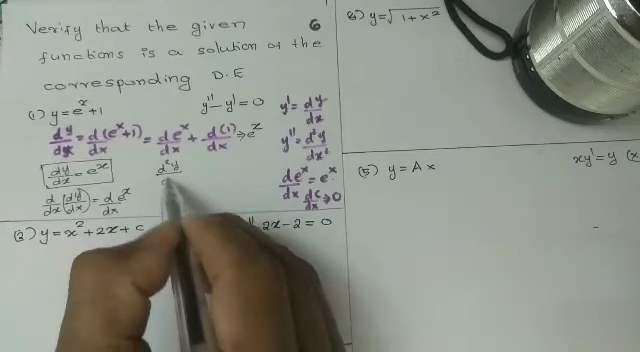 Verify that the given 6
functions is a solution of the
corresponding D.E
(1) y = e^x + 1 y'' - y' = 0 y' = dy/dx
dy/dx = d(e^x+1)/dx = de^x/dx + d(1)/dx ⇒ e^x y'' = d²y/dx²
dy/dx = e^x d²y de^x/dx = e^x
d/dx (dy/dx) = d/dx e^x dc/dx ⇒ 0
(2) y = x² + 2x + c 2x - 2 = 0
y = √1+x²
(5) y = Ax xy' = y (x